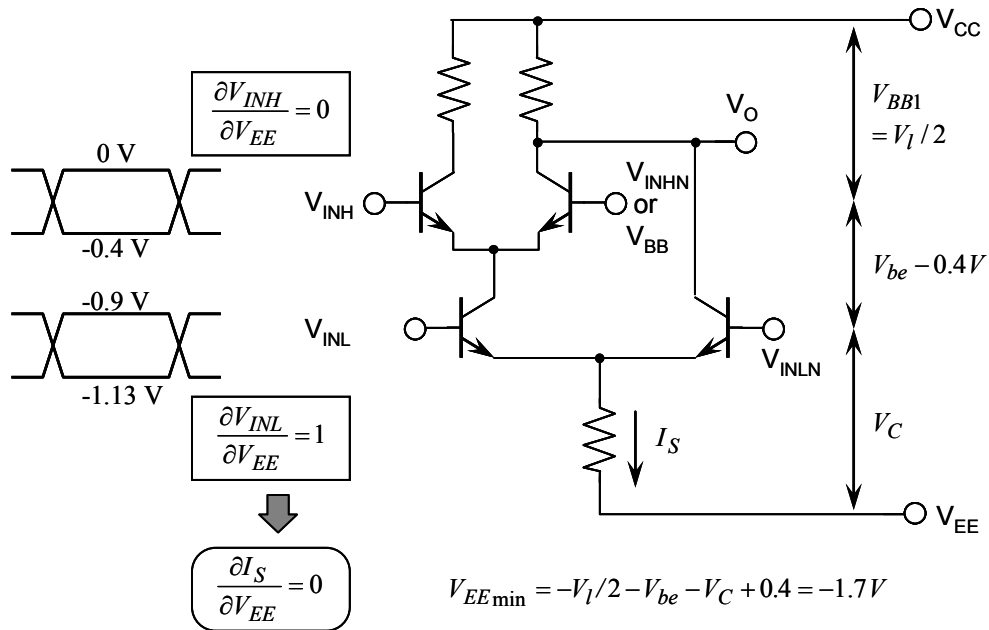 V_CC
∂V_INH/∂V_EE = 0
V_BB1
= V_l/2
V_O
0 V
V_INHN
or
V_BB
V_INH
-0.4 V
V_be − 0.4V
-0.9 V
V_INL
V_INLN
-1.13 V
∂V_INL/∂V_EE = 1
I_S
V_C
V_EE
∂I_S/∂V_EE = 0
V_EEmin = −V_l/2 − V_be − V_C + 0.4 = −1.7V